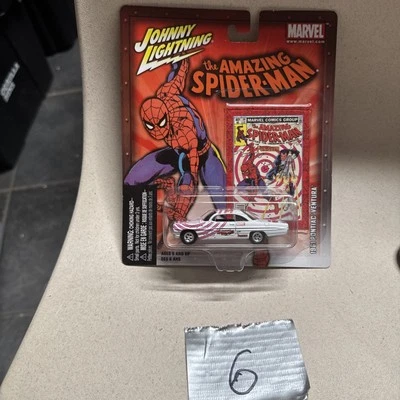 JOHNNY
LIGHTNING
MARVEL
the AMAZING
SPIDER-MAN
MARVEL COMICS GROUP
the AMAZING
SPIDER-MAN
WARNING:
CHOKING HAZARD
PONTIAC VENTURA
6